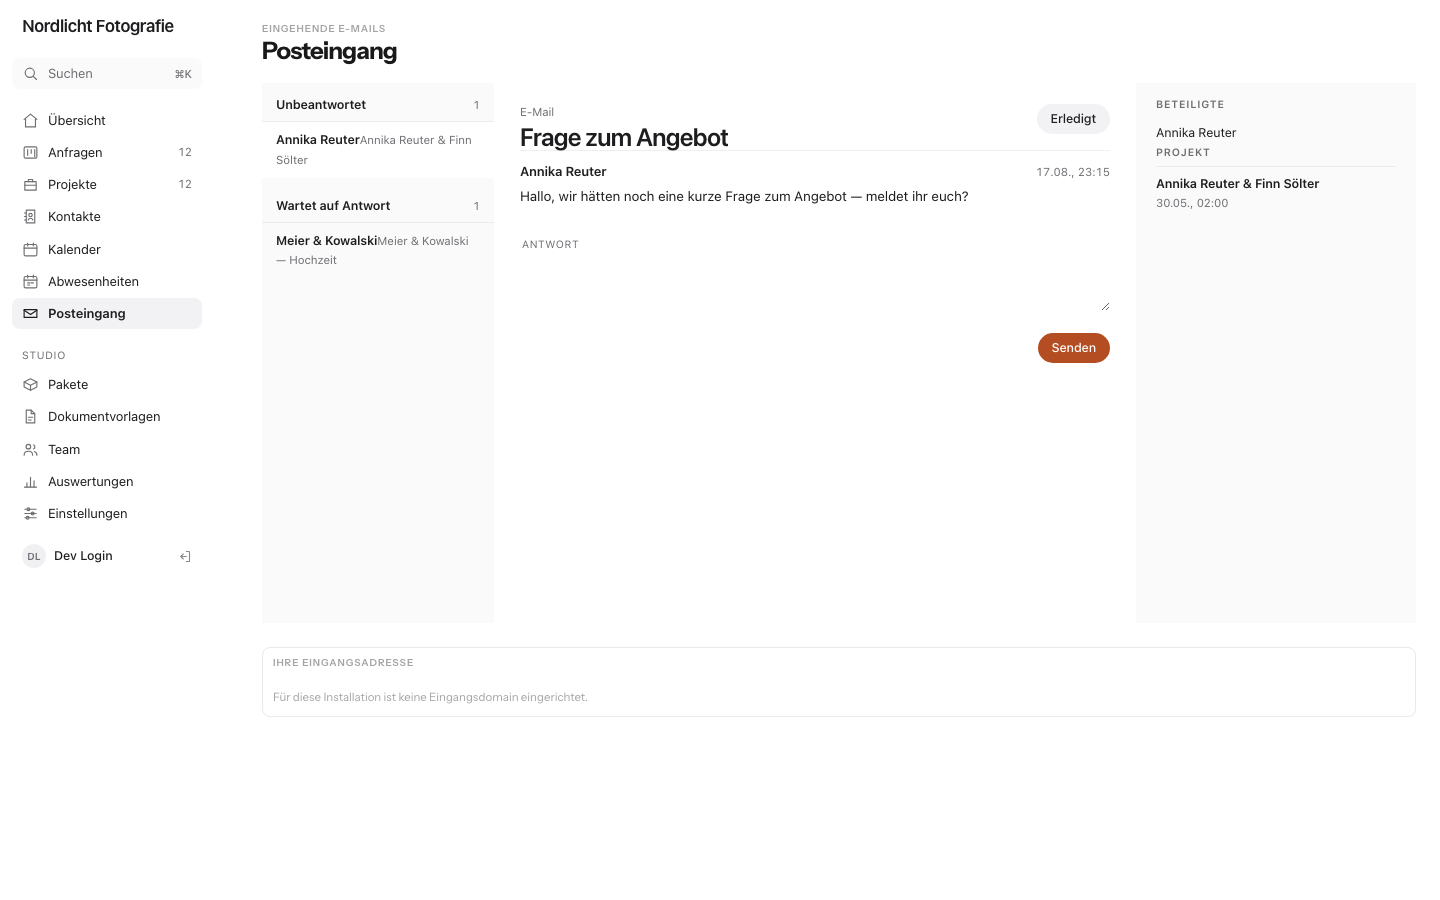 Nordlicht Fotografie
Suchen ⌘K
Übersicht
Anfragen 12
Projekte 12
Kontakte
Kalender
Abwesenheiten
Posteingang
STUDIO
Pakete
Dokumentvorlagen
Team
Auswertungen
Einstellungen
DL Dev Login
EINGEHENDE E-MAILS
Posteingang
Unbeantwortet 1
Annika ReuterAnnika Reuter & Finn
Sölter
Wartet auf Antwort 1
Meier & KowalskiMeier & Kowalski
— Hochzeit
E-Mail
Frage zum Angebot
Erledigt
Annika Reuter 17.08., 23:15
Hallo, wir hätten noch eine kurze Frage zum Angebot — meldet ihr euch?
ANTWORT
Senden
BETEILIGTE
Annika Reuter
PROJEKT
Annika Reuter & Finn Sölter
30.05., 02:00
IHRE EINGANGSADRESSE
Für diese Installation ist keine Eingangsdomain eingerichtet.